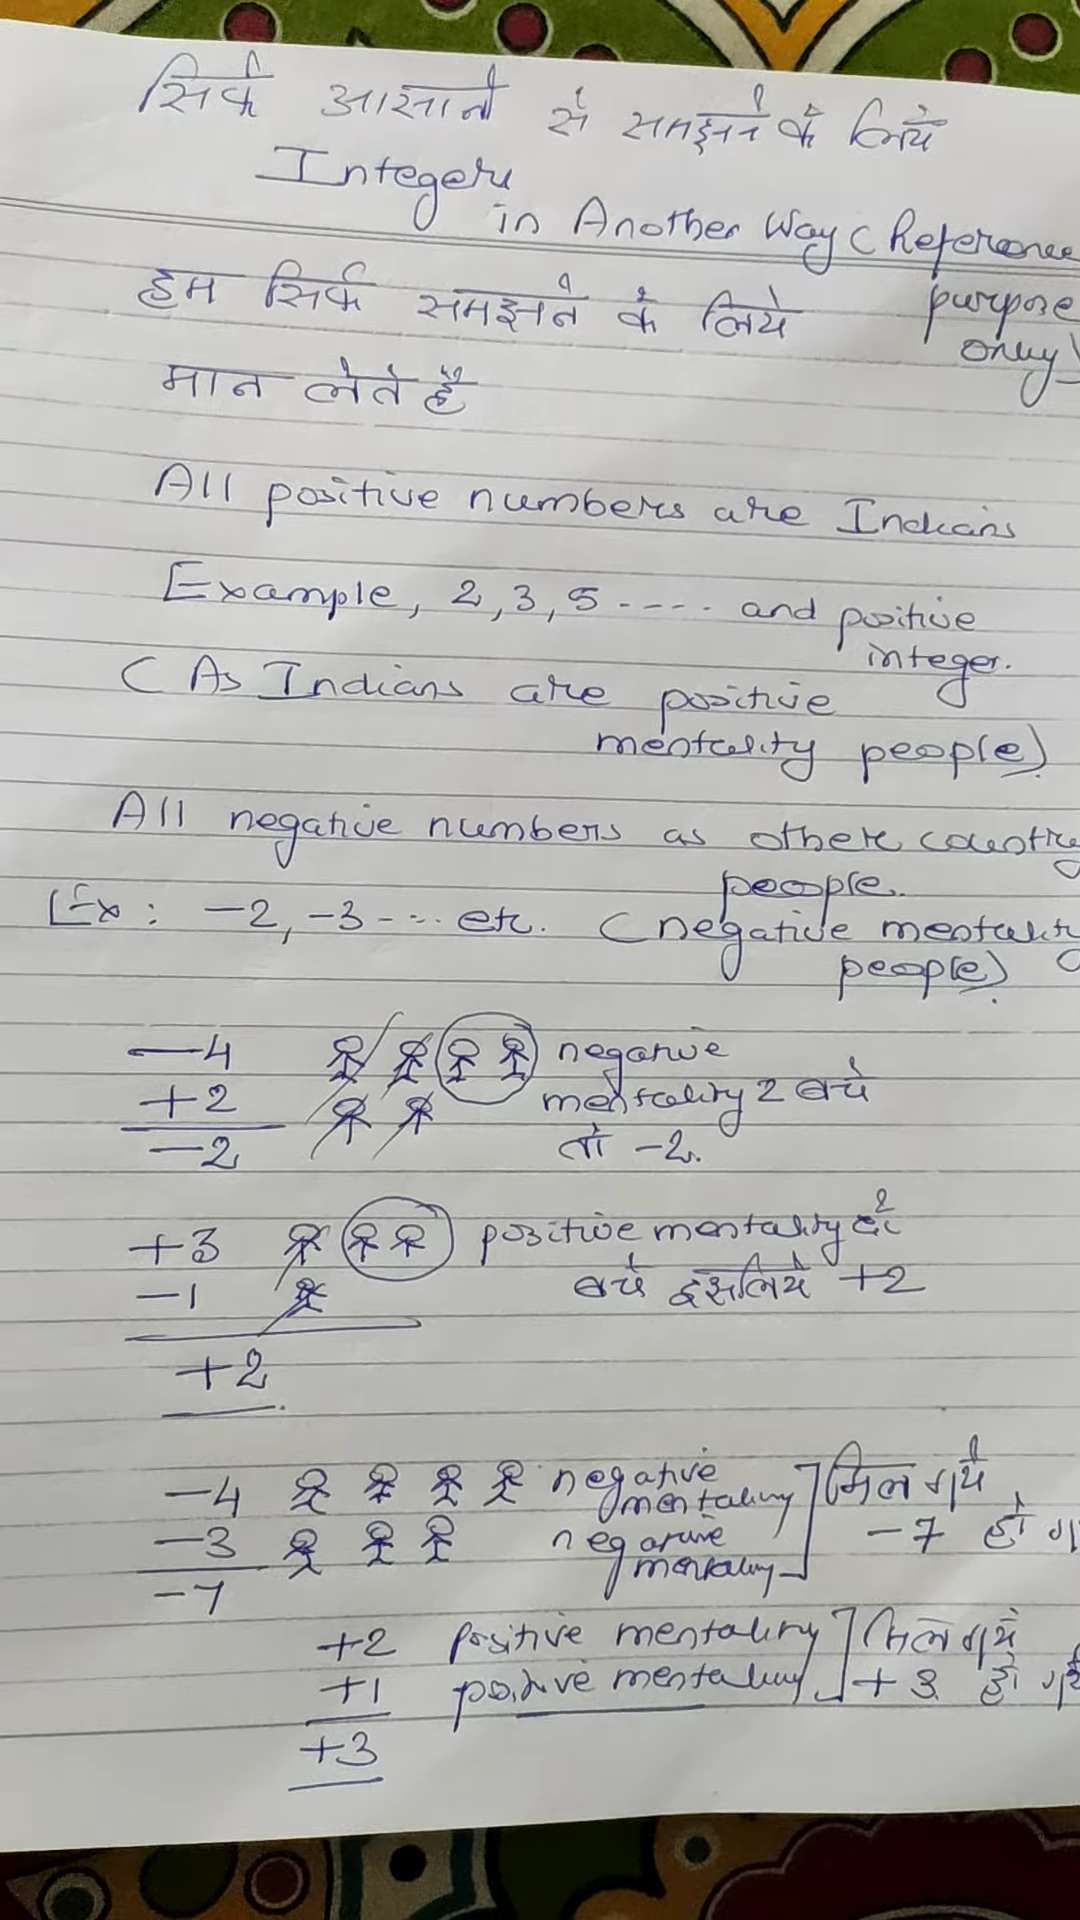 सिर्फ आसानी से समझने के लिये
Integers
in Another Way ( Reference
purpose
only)
हम सिर्फ समझने के लिये
मान लेते हैं
All positive numbers are Indians
Example, 2, 3, 5 ---- and positive
integer.
( As Indians are positive
mentality people)
All negative numbers as other country
people.
Ex: -2, -3 --- etc. ( negative mentality
people)
-4 negative
+2 mentality 2 बचे
-2 तो -2.
+3 positive mentality दो
-1 बचे इसलिये +2
+2
-4 negative mentality मिल गये
-3 negative mentality -7 हो
-7
+2 positive mentality मिल गये
+1 positive mentality +3 हो
+3